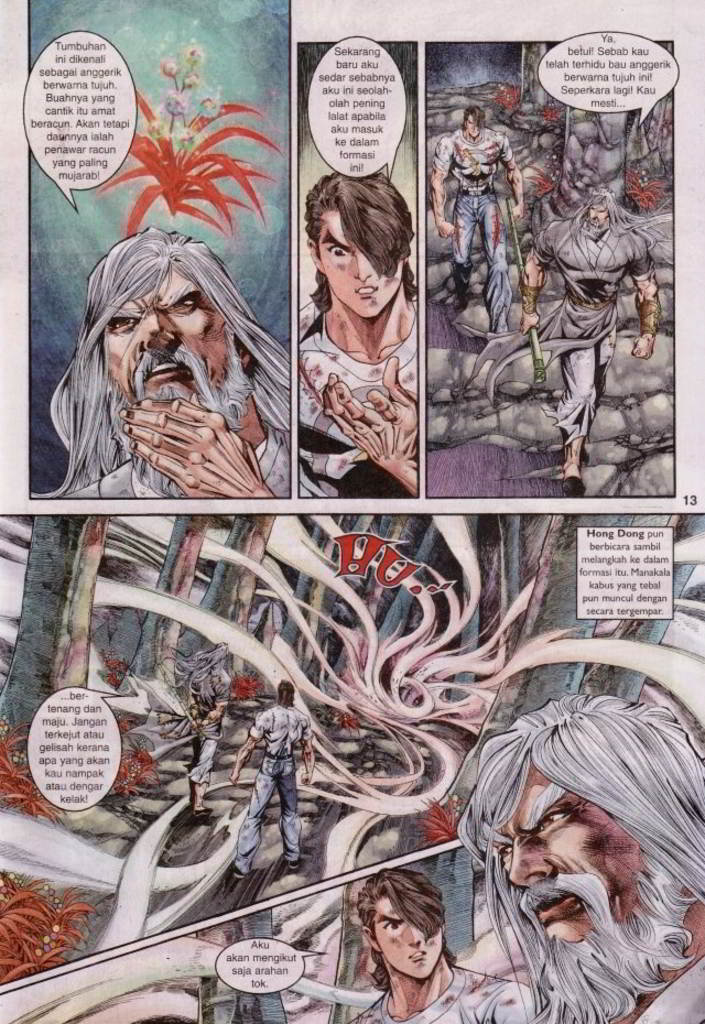 Tumbuhan
ini dikenali
sebagai anggerik
berwarna tujuh.
Buahnya yang
cantik itu amat
beracun. Akan tetapi
daunnya ialah
penawar racun
yang paling
mujarab!
Sekarang
baru aku
sedar sebabnya
aku ini seolah-
olah pening
lalat apabila
aku masuk
ke dalam
formasi
ini!
Ya,
betul! Sebab kau
telah terhidu bau anggerik
berwarna tujuh ini!
Seperkara lagi! Kau
mesti...
13
Hong Dong pun
berbicara sambil
melangkah ke dalam
formasi itu. Manakala
kabus yang tebal
pun muncul dengan
secara tergempar.
HU...
...ber-
tenang dan
maju. Jangan
terkejut atau
gelisah kerana
apa yang akan
kau nampak
atau dengar
kelak!
Aku
akan mengikut
saja arahan
tok.